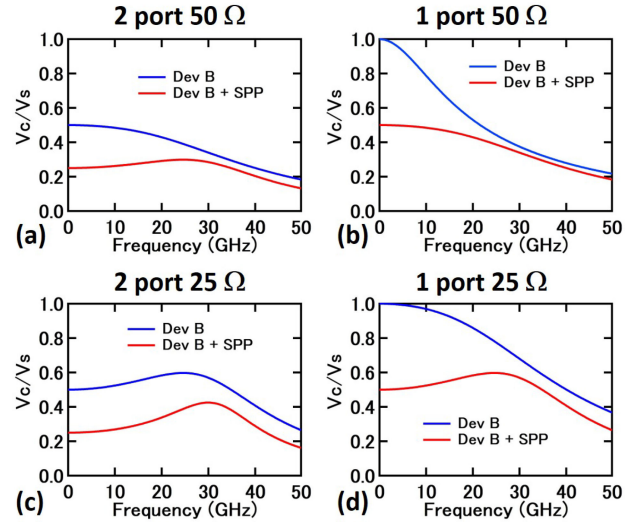 2 port 50 Ω
1.0
0.8
0.6
0.4
0.2
0.0
Vc/Vs
Dev B
Dev B + SPP
0 10 20 30 40 50
Frequency (GHz)
(a)
1 port 50 Ω
1.0
0.8
0.6
0.4
0.2
0.0
Vc/Vs
Dev B
Dev B + SPP
0 10 20 30 40 50
Frequency (GHz)
(b)
2 port 25 Ω
1.0
0.8
0.6
0.4
0.2
0.0
Vc/Vs
Dev B
Dev B + SPP
0 10 20 30 40 50
Frequency (GHz)
(c)
1 port 25 Ω
1.0
0.8
0.6
0.4
0.2
0.0
Vc/Vs
Dev B
Dev B + SPP
0 10 20 30 40 50
Frequency (GHz)
(d)